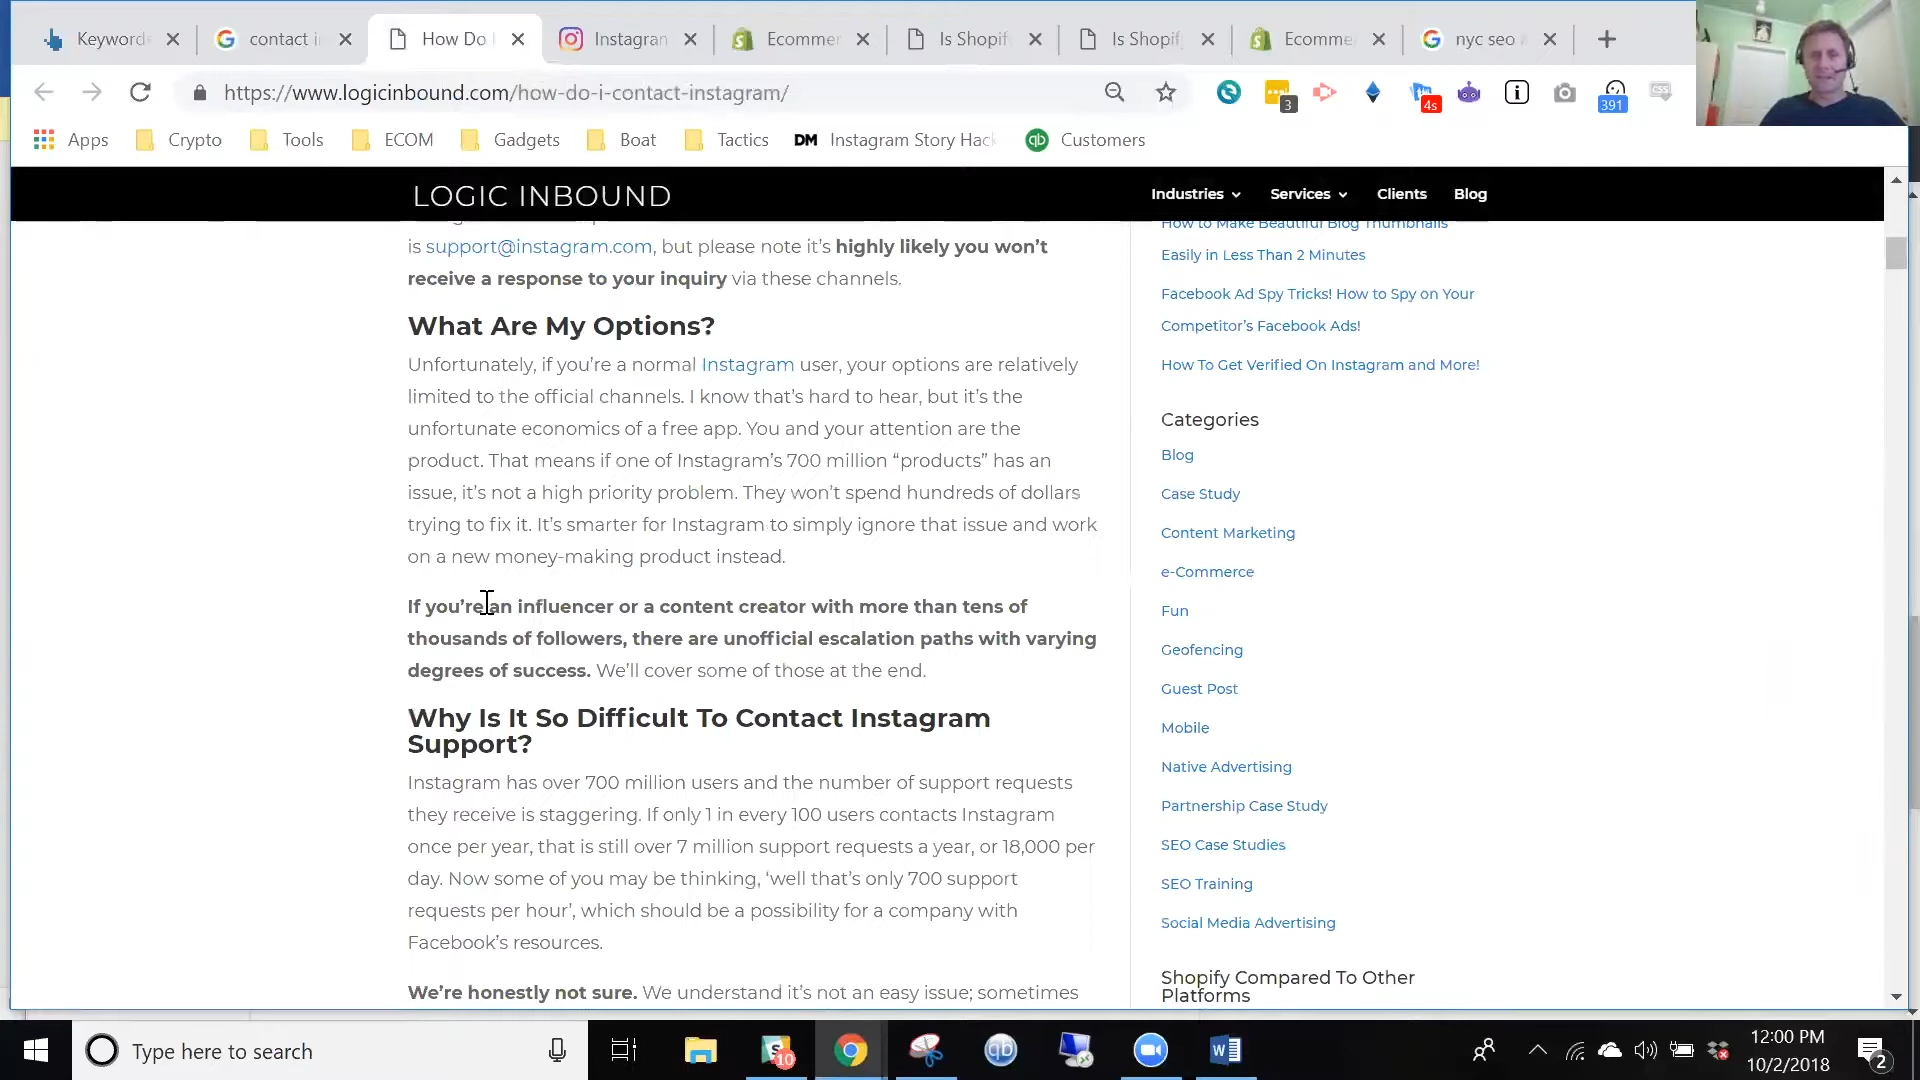 Keyword
contact i
How Do
Instagran
Ecommer
Is Shopif
Is Shopif
Ecomme
nyc seo
https://www.logicinbound.com/how-do-i-contact-instagram/
3
4s
391
Apps
Crypto
Tools
ECOM
Gadgets
Boat
Tactics
DM Instagram Story Hac
qb Customers
LOGIC INBOUND
Industries
Services
Clients
Blog
is support@instagram.com, but please note it's highly likely you won't
receive a response to your inquiry via these channels.
What Are My Options?
Unfortunately, if you're a normal Instagram user, your options are relatively
limited to the official channels. I know that's hard to hear, but it's the
unfortunate economics of a free app. You and your attention are the
product. That means if one of Instagram's 700 million “products” has an
issue, it's not a high priority problem. They won't spend hundreds of dollars
trying to fix it. It's smarter for Instagram to simply ignore that issue and work
on a new money-making product instead.
If you're an influencer or a content creator with more than tens of
thousands of followers, there are unofficial escalation paths with varying
degrees of success. We'll cover some of those at the end.
Why Is It So Difficult To Contact Instagram
Support?
Instagram has over 700 million users and the number of support requests
they receive is staggering. If only 1 in every 100 users contacts Instagram
once per year, that is still over 7 million support requests a year, or 18,000 per
day. Now some of you may be thinking, ‘well that's only 700 support
requests per hour’, which should be a possibility for a company with
Facebook's resources.
We're honestly not sure. We understand it's not an easy issue; sometimes
How to Make Beautiful Blog Thumbnails
Easily in Less Than 2 Minutes
Facebook Ad Spy Tricks! How to Spy on Your
Competitor's Facebook Ads!
How To Get Verified On Instagram and More!
Categories
Blog
Case Study
Content Marketing
e-Commerce
Fun
Geofencing
Guest Post
Mobile
Native Advertising
Partnership Case Study
SEO Case Studies
SEO Training
Social Media Advertising
Shopify Compared To Other
Platforms
Type here to search
10
qb
12:00 PM
10/2/2018
2